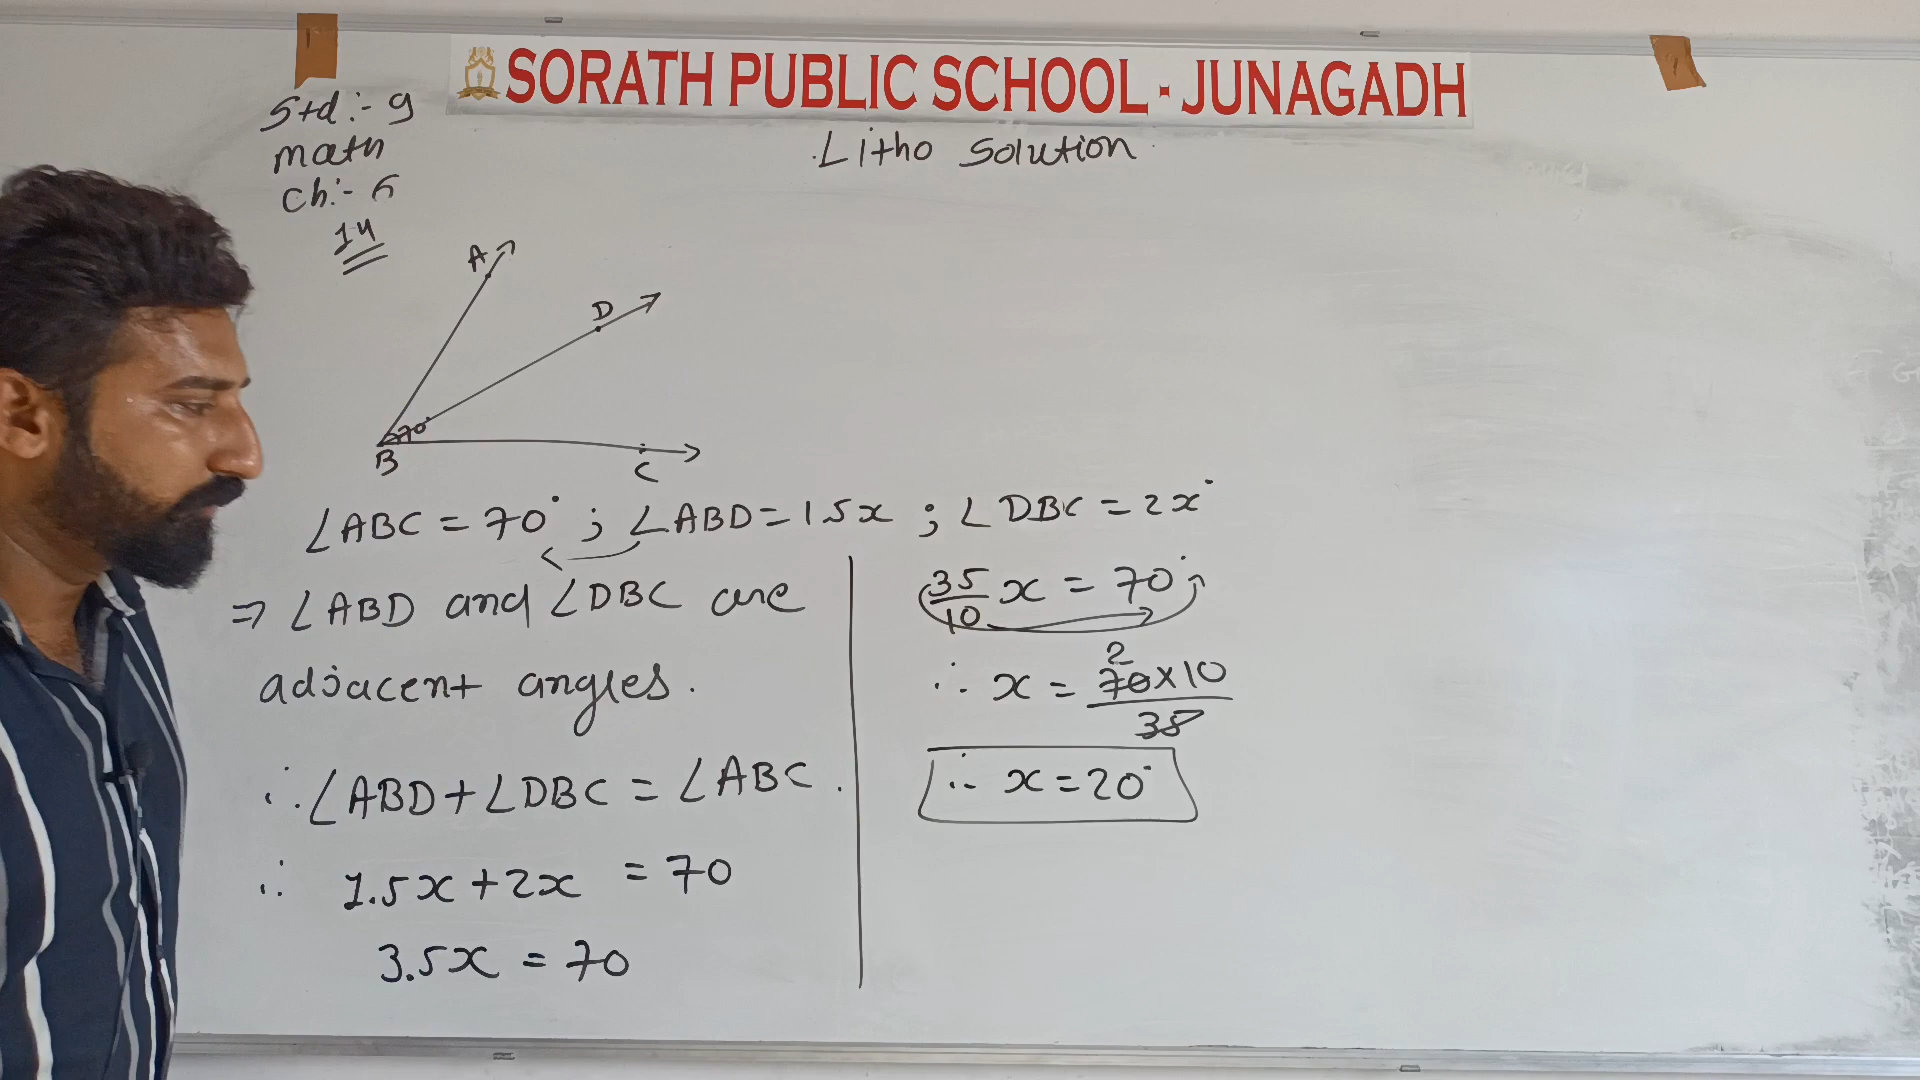 SORATH PUBLIC SCHOOL - JUNAGADH
Std :- 9
math
Ch :- 6
14
Litho Solution
A
D
70°
B
C
∠ABC = 70° ; ∠ABD = 15x ; ∠DBC = 2x°
⇒ ∠ABD and ∠DBC are
adjacent angles.
∴ ∠ABD + ∠DBC = ∠ABC .
∴ 1.5x + 2x = 70
3.5x = 70
35/10 x = 70°
2
∴ x = 70 × 10 / 35
∴ x = 20°